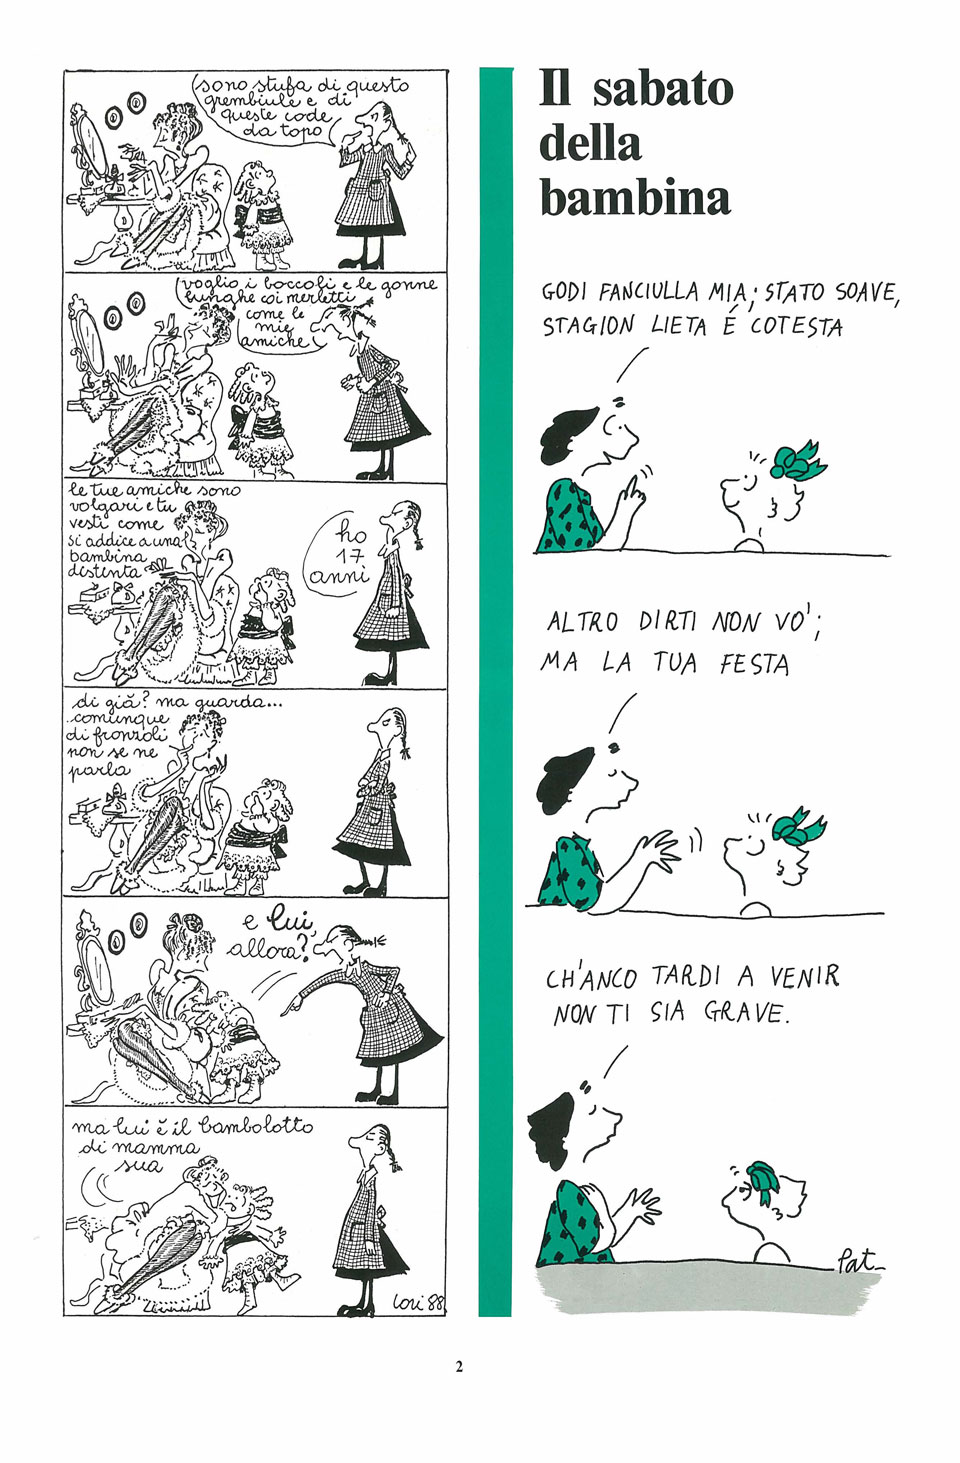 sono stufa di questo
grembiule e di
queste code
da topo
voglio i boccoli e le gonne
lunghe coi merletti
come le
mie
amiche
le tue amiche sono
volgari e tu
vesti come
si addice a una
bambina
distinta
ho
17
anni
di già? ma guarda...
comunque
di fronzoli
non se ne
parla
e lui,
allora?
ma lui è il bambolotto
di mamma
sua
Lori 88
Il sabato
della
bambina
GODI FANCIULLA MIA; STATO SOAVE,
STAGION LIETA É COTESTA
ALTRO DIRTI NON VO';
MA LA TUA FESTA
CH'ANCO TARDI A VENIR
NON TI SIA GRAVE.
Pat_
2